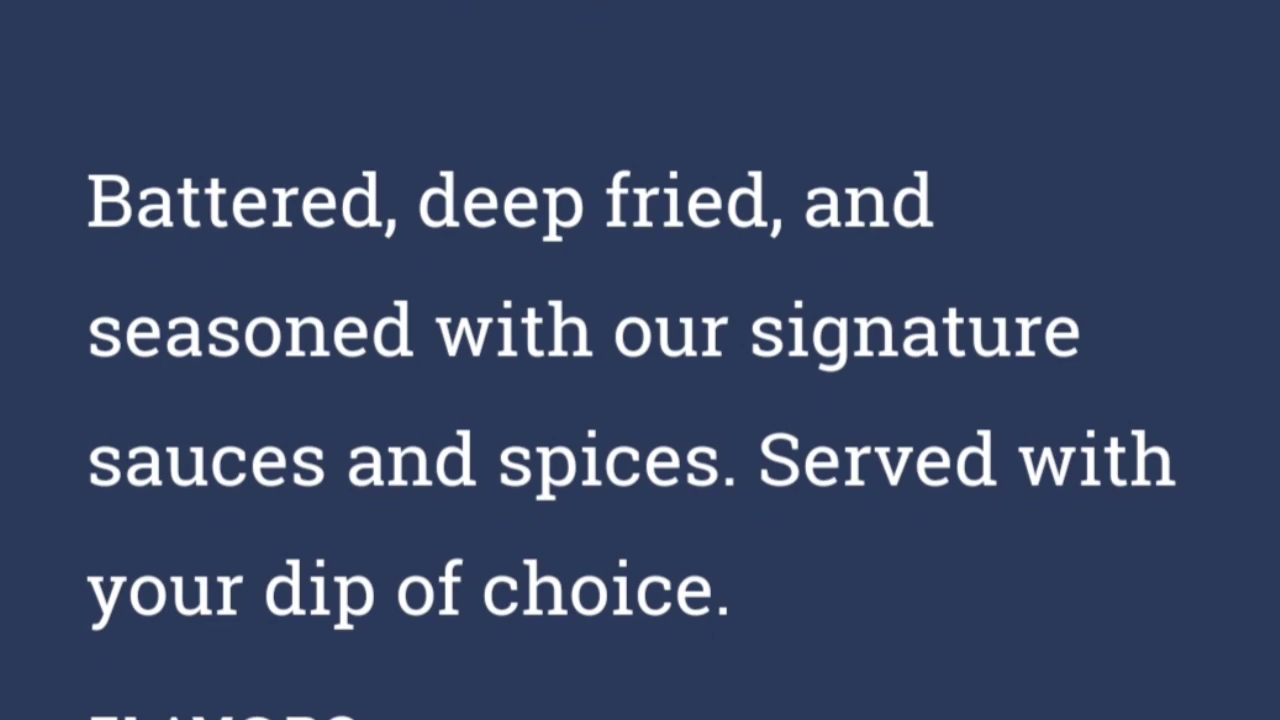 Battered, deep fried, and
seasoned with our signature
sauces and spices. Served with
your dip of choice.